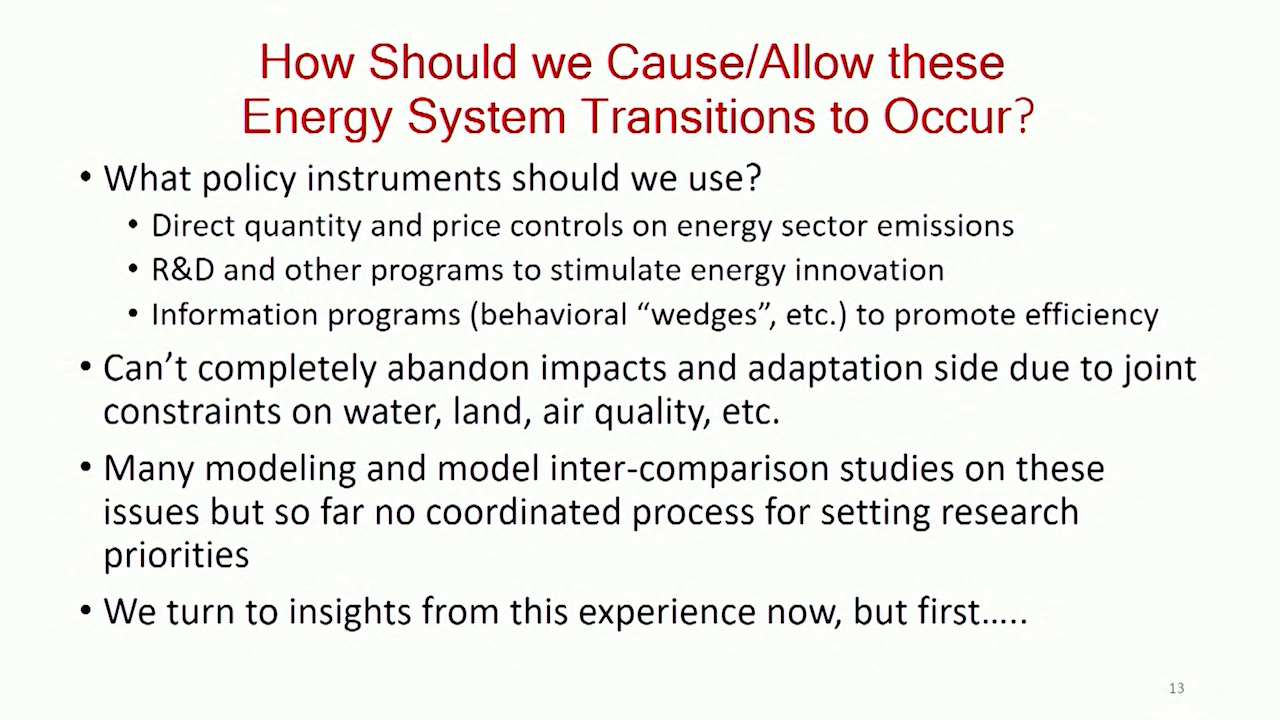 How Should we Cause/Allow these
Energy System Transitions to Occur?
• What policy instruments should we use?
• Direct quantity and price controls on energy sector emissions
• R&D and other programs to stimulate energy innovation
• Information programs (behavioral “wedges”, etc.) to promote efficiency
• Can’t completely abandon impacts and adaptation side due to joint
constraints on water, land, air quality, etc.
• Many modeling and model inter-comparison studies on these
issues but so far no coordinated process for setting research
priorities
• We turn to insights from this experience now, but first…..
13